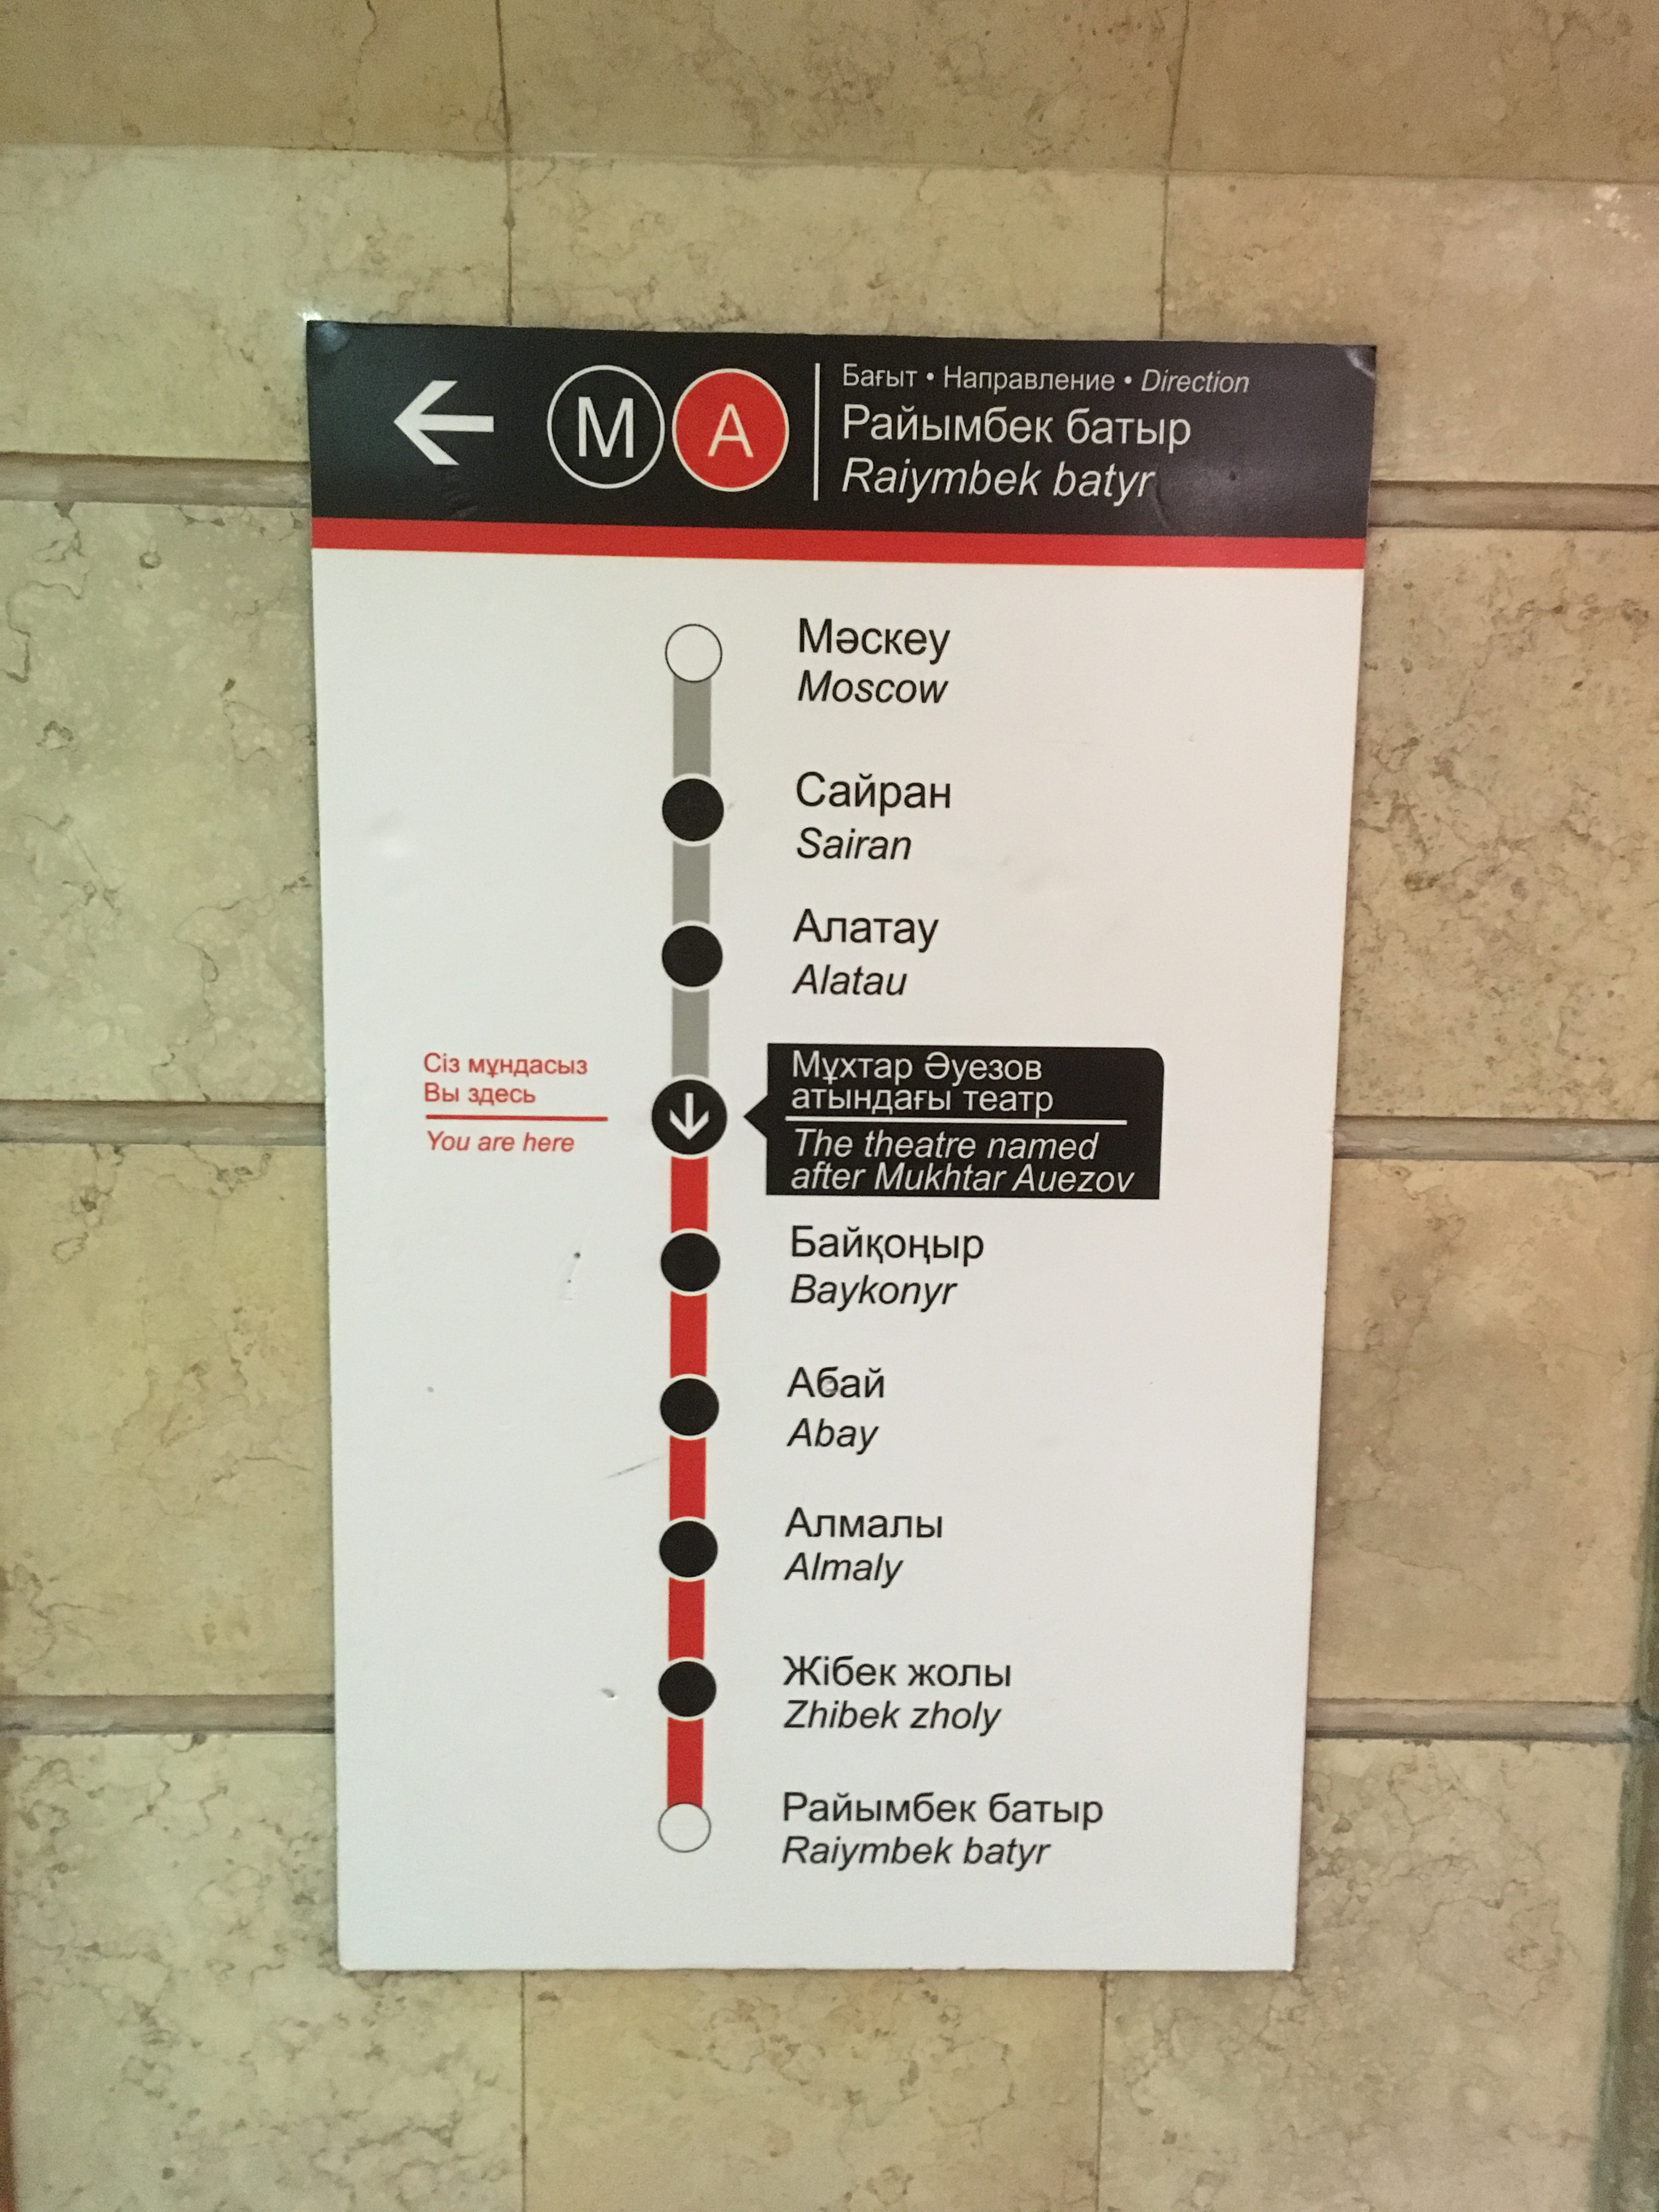 М А
Бағыт • Направление • Direction
Райымбек батыр
Raiymbek batyr
Мәскеу
Moscow
Сайран
Sairan
Алатау
Alatau
Сіз мұндасыз
Вы здесь
You are here
Мұхтар Әуезов
атындағы театр
The theatre named
after Mukhtar Auezov
Байқоңыр
Baykonyr
Абай
Abay
Алмалы
Almaly
Жібек жолы
Zhibek zholy
Райымбек батыр
Raiymbek batyr